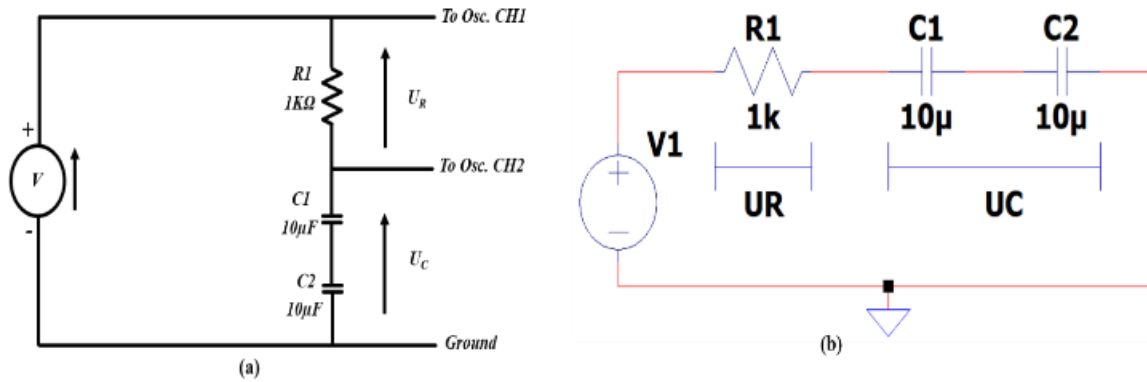 To Osc. CH1
R1
1KΩ
U_R
+
V
-
To Osc. CH2
C1
10μF
U_C
C2
10μF
Ground
(a)
R1
C1
C2
1k
10μ
10μ
V1
+
−
UR
UC
(b)